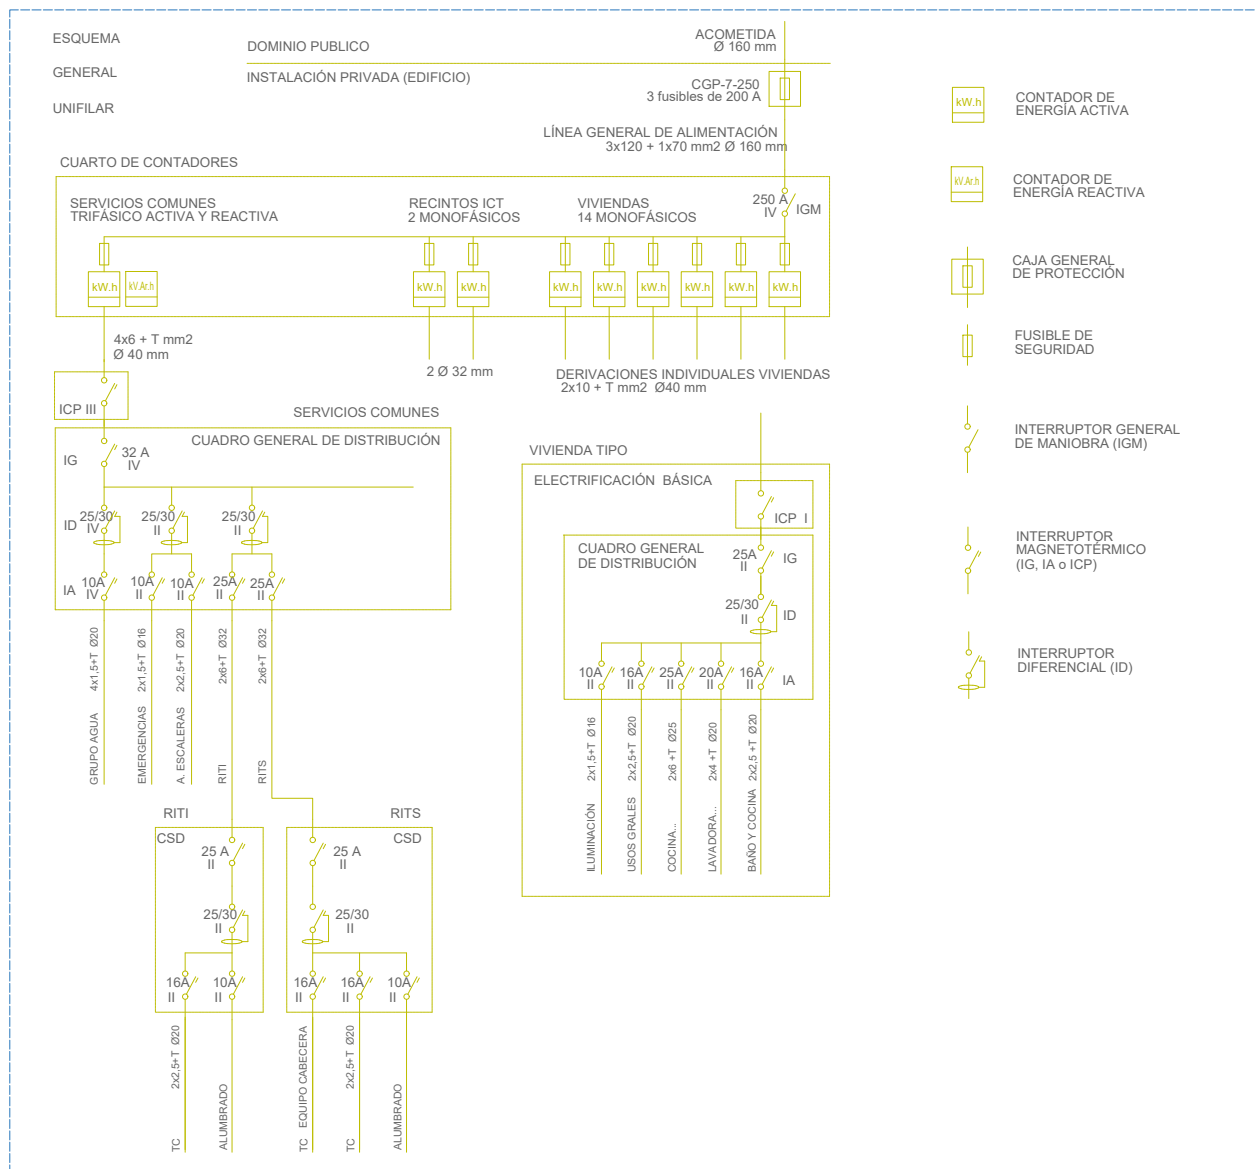 ESQUEMA
GENERAL
UNIFILAR
DOMINIO PUBLICO
INSTALACIÓN PRIVADA (EDIFICIO)
ACOMETIDA
Ø 160 mm
CGP-7-250
3 fusibles de 200 A
LÍNEA GENERAL DE ALIMENTACIÓN
3x120 + 1x70 mm2 Ø 160 mm
CUARTO DE CONTADORES
SERVICIOS COMUNES
TRIFÁSICO ACTIVA Y REACTIVA
RECINTOS ICT
2 MONOFÁSICOS
VIVIENDAS
14 MONOFÁSICOS
250 A
IV
IGM
kW.h
kV.Ar.h
kW.h
kW.h
kW.h
kW.h
kW.h
kW.h
kW.h
kW.h
4x6 + T mm2
Ø 40 mm
2 Ø 32 mm
DERIVACIONES INDIVIDUALES VIVIENDAS
2x10 + T mm2 Ø40 mm
ICP III
SERVICIOS COMUNES
CUADRO GENERAL DE DISTRIBUCIÓN
IG
32 A
IV
ID
25/30
IV
25/30
II
25/30
II
IA
10A
IV
10A
II
10A
II
25A
II
25A
II
GRUPO AGUA 4x1,5+T Ø20
EMERGENCIAS 2x1,5+T Ø16
A. ESCALERAS 2x2,5+T Ø20
RITI 2x6+T Ø32
RITS 2x6+T Ø32
RITI
CSD
25 A
II
25/30
II
16A
II
10A
II
TC 2x2,5+T Ø20
ALUMBRADO
RITS
CSD
25 A
II
25/30
II
16A
II
16A
II
10A
II
TC EQUIPO CABECERA
TC 2x2,5+T Ø20
ALUMBRADO
VIVIENDA TIPO
ELECTRIFICACIÓN BÁSICA
ICP I
CUADRO GENERAL
DE DISTRIBUCIÓN
25A
II
IG
25/30
II
ID
10A
II
16A
II
25A
II
20A
II
16A
II
IA
ILUMINACIÓN 2x1,5+T Ø16
USOS GRALES 2x2,5+T Ø20
COCINA... 2x6 +T Ø25
LAVADORA... 2x4 +T Ø20
BAÑO Y COCINA 2x2,5 +T Ø20
kW.h
CONTADOR DE
ENERGÍA ACTIVA
kV.Ar.h
CONTADOR DE
ENERGÍA REACTIVA
CAJA GENERAL
DE PROTECCIÓN
FUSIBLE DE
SEGURIDAD
INTERRUPTOR GENERAL
DE MANIOBRA (IGM)
INTERRUPTOR
MAGNETOTÉRMICO
(IG, IA o ICP)
INTERRUPTOR
DIFERENCIAL (ID)